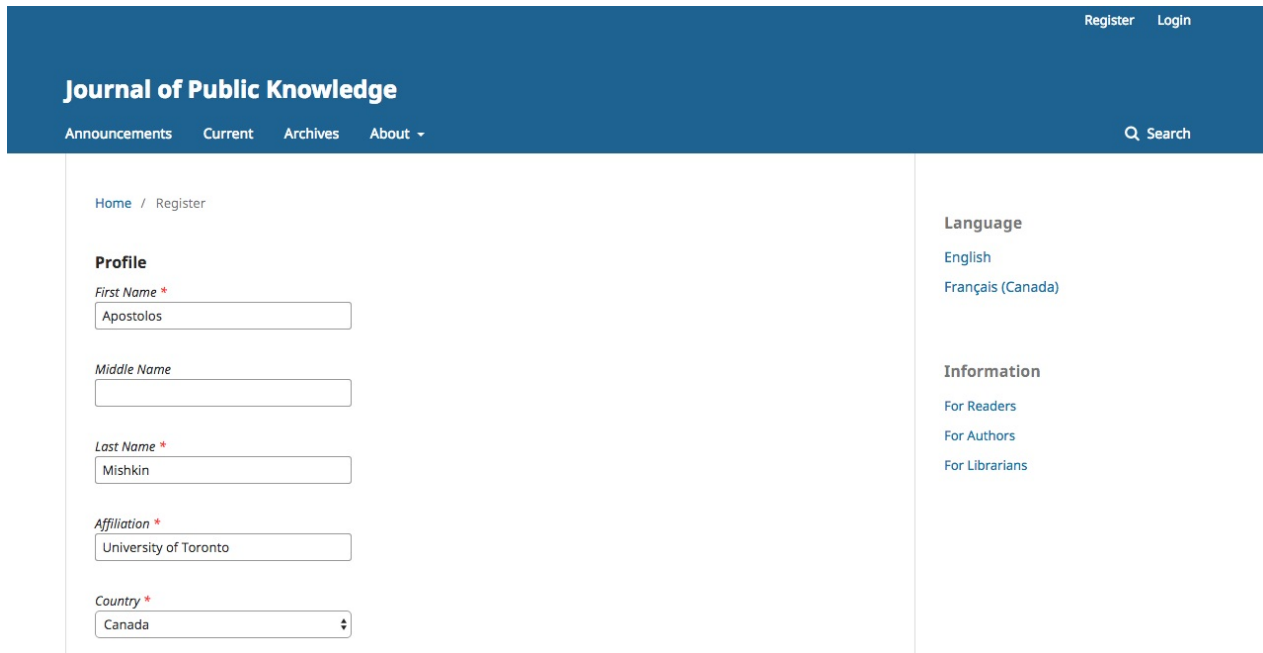 Register Login
Journal of Public Knowledge
Announcements Current Archives About
Search
Home / Register
Profile
First Name *
Apostolos
Middle Name
Last Name *
Mishkin
Affiliation *
University of Toronto
Country *
Canada
Language
English
Français (Canada)
Information
For Readers
For Authors
For Librarians